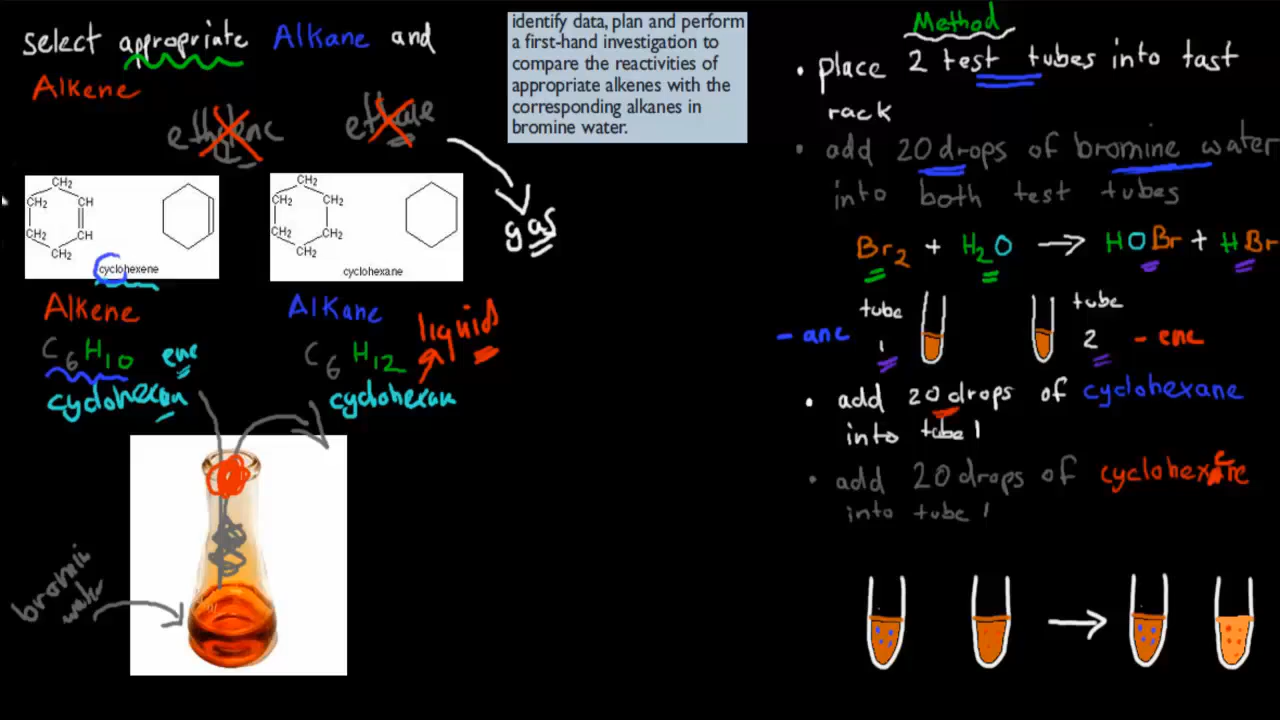 select appropriate Alkane and
Alkene
ethylene ethane
gas
CH₂
CH₂ CH
CH₂ CH
CH₂
cyclohexene
CH₂
CH₂ CH₂
CH₂ CH₂
CH₂
cyclohexane
Alkene
C₆H₁₀ ene
cyclohexan
Alkane
liquid
C₆ H₁₂
cyclohexan
bromine
water
identify data, plan and perform
a first-hand investigation to
compare the reactivities of
appropriate alkenes with the
corresponding alkanes in
bromine water.
Method
• place 2 test tubes into tast
rack
• add 20 drops of bromine water
into both test tubes
Br₂ + H₂O → HOBr + HBr
- ane tube 1
tube 2 - ene
• add 20 drops of cyclohexane
into tube 1
• add 20 drops of cyclohexene
into tube 1